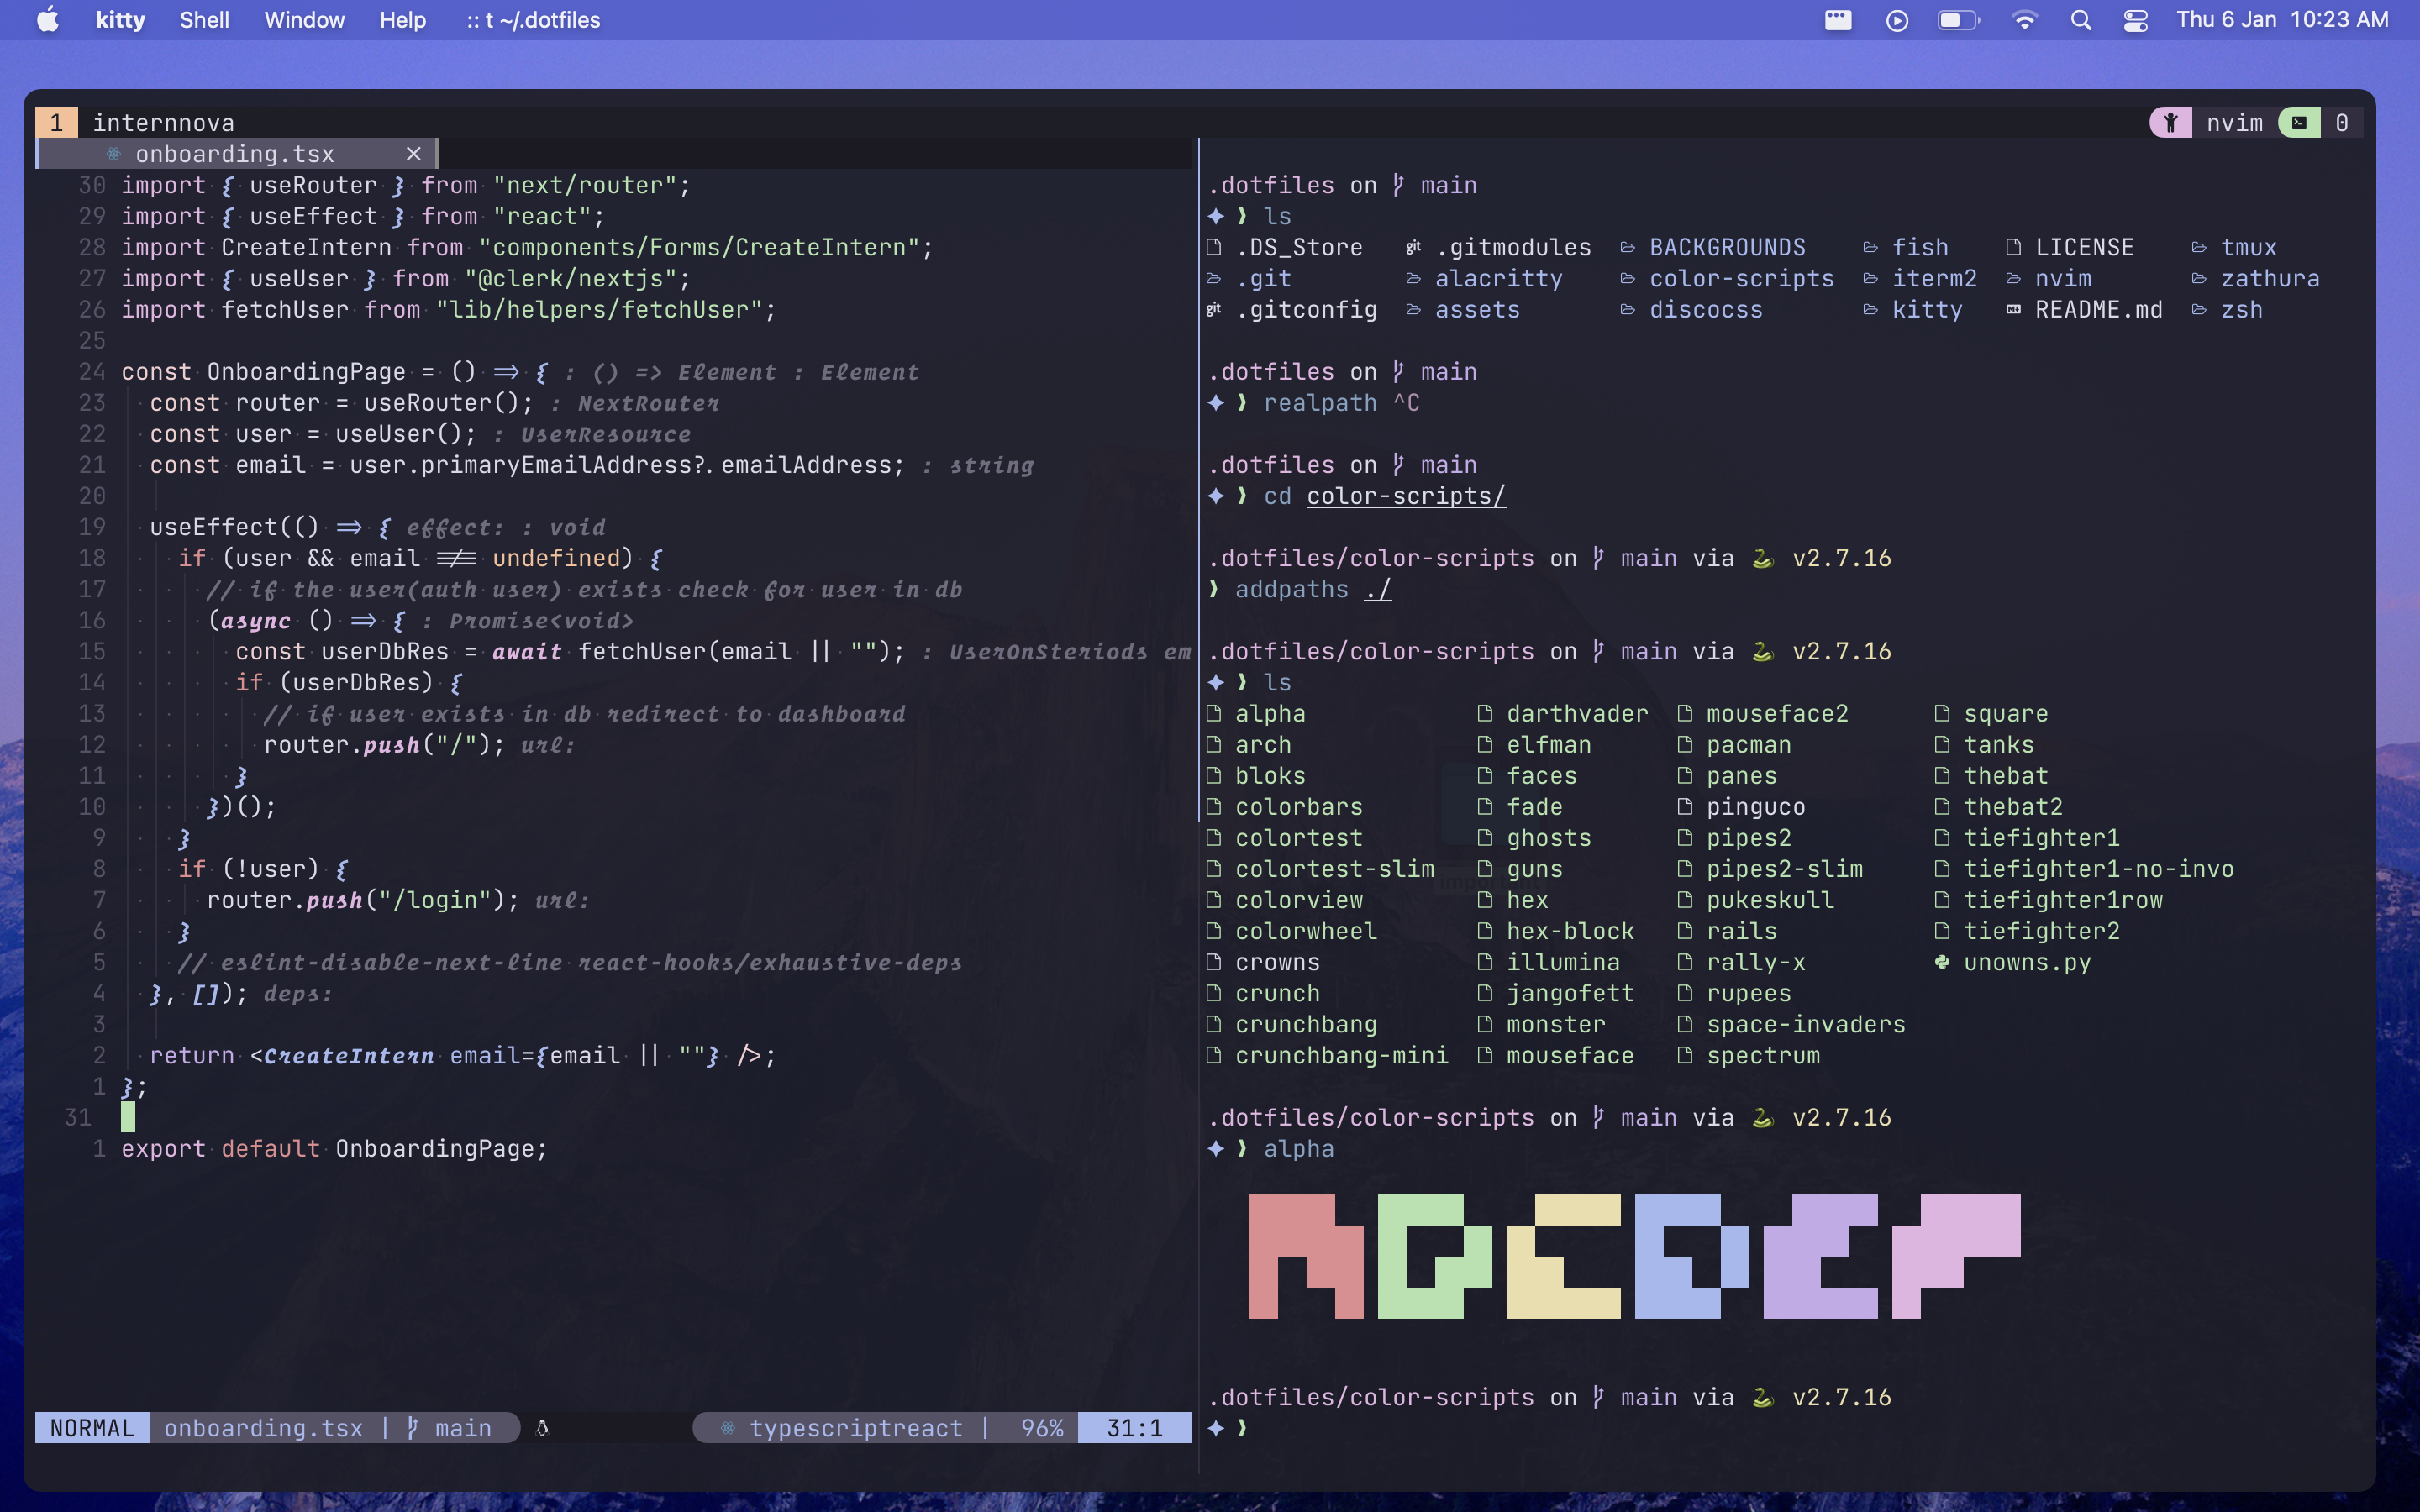 kitty Shell Window Help :: t ~/.dotfiles Thu 6 Jan 10:23 AM
1 internnova nvim 0
onboarding.tsx ×
30 import { useRouter } from "next/router";
29 import { useEffect } from "react";
28 import CreateIntern from "components/Forms/CreateIntern";
27 import { useUser } from "@clerk/nextjs";
26 import fetchUser from "lib/helpers/fetchUser";
25
24 const OnboardingPage = () => { : () => Element : Element
23 const router = useRouter(); : NextRouter
22 const user = useUser(); : UserResource
21 const email = user.primaryEmailAddress?.emailAddress; : string
20
19 useEffect(() => { effect: : void
18 if (user && email !== undefined) {
17 // if the user(auth user) exists check for user in db
16 (async () => { : Promise<void>
15 const userDbRes = await fetchUser(email || ""); : UserOnSteriods em
14 if (userDbRes) {
13 // if user exists in db redirect to dashboard
12 router.push("/"); url:
11 }
10 })();
9 }
8 if (!user) {
7 router.push("/login"); url:
6 }
5 // eslint-disable-next-line react-hooks/exhaustive-deps
4 }, []); deps:
3
2 return <CreateIntern email={email || ""} />;
1 };
31
1 export default OnboardingPage;
NORMAL onboarding.tsx | main typescriptreact | 96% 31:1
.dotfiles on main
✦ ❯ ls
.DS_Store .gitmodules BACKGROUNDS fish LICENSE tmux
.git alacritty color-scripts iterm2 nvim zathura
.gitconfig assets discocss kitty README.md zsh
.dotfiles on main
✦ ❯ realpath ^C
.dotfiles on main
✦ ❯ cd color-scripts/
.dotfiles/color-scripts on main via 🐍 v2.7.16
❯ addpaths ./
.dotfiles/color-scripts on main via 🐍 v2.7.16
✦ ❯ ls
alpha darthvader mouseface2 square
arch elfman pacman tanks
bloks faces panes thebat
colorbars fade pinguco thebat2
colortest ghosts pipes2 tiefighter1
colortest-slim guns pipes2-slim tiefighter1-no-invo
colorview hex pukeskull tiefighter1row
colorwheel hex-block rails tiefighter2
crowns illumina rally-x unowns.py
crunch jangofett rupees
crunchbang monster space-invaders
crunchbang-mini mouseface spectrum
.dotfiles/color-scripts on main via 🐍 v2.7.16
✦ ❯ alpha
.dotfiles/color-scripts on main via 🐍 v2.7.16
✦ ❯